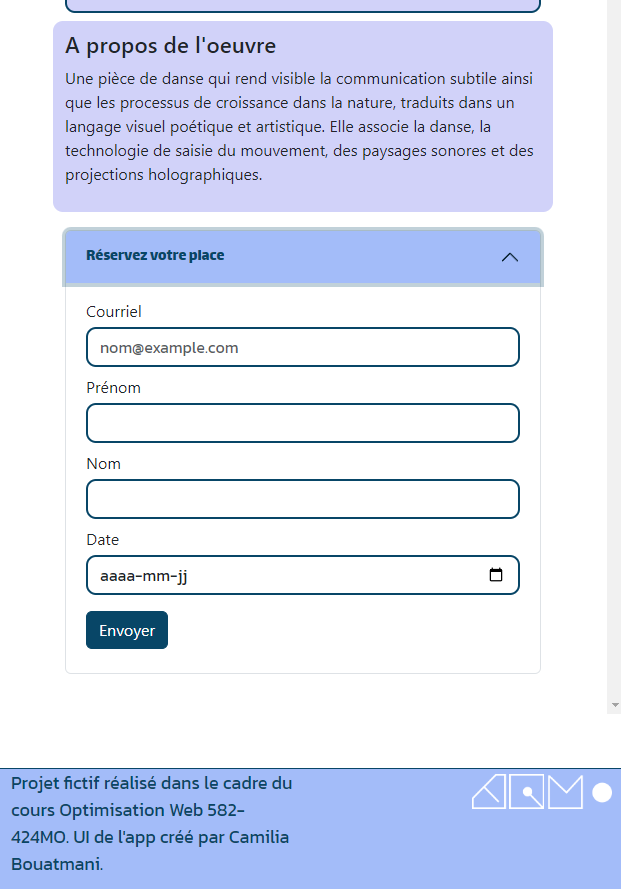 A propos de l'oeuvre
Une pièce de danse qui rend visible la communication subtile ainsi
que les processus de croissance dans la nature, traduits dans un
langage visuel poétique et artistique. Elle associe la danse, la
technologie de saisie du mouvement, des paysages sonores et des
projections holographiques.
Réservez votre place
Courriel
nom@example.com
Prénom
Nom
Date
aaaa-mm-jj
Envoyer
Projet fictif réalisé dans le cadre du
cours Optimisation Web 582-
424MO. UI de l'app créé par Camilia
Bouatmani.